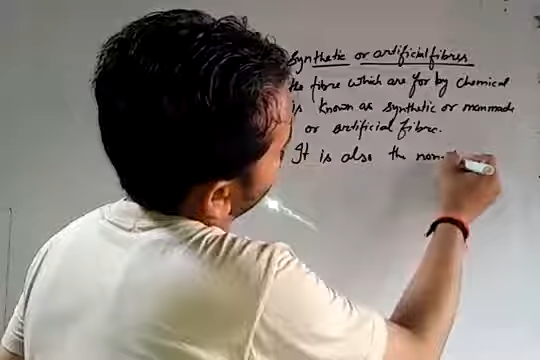 Synthetic or artificial fibres
the fibre which are for by chemical
is known as synthetic or manmade
or artificial fibre.
It is also the non-